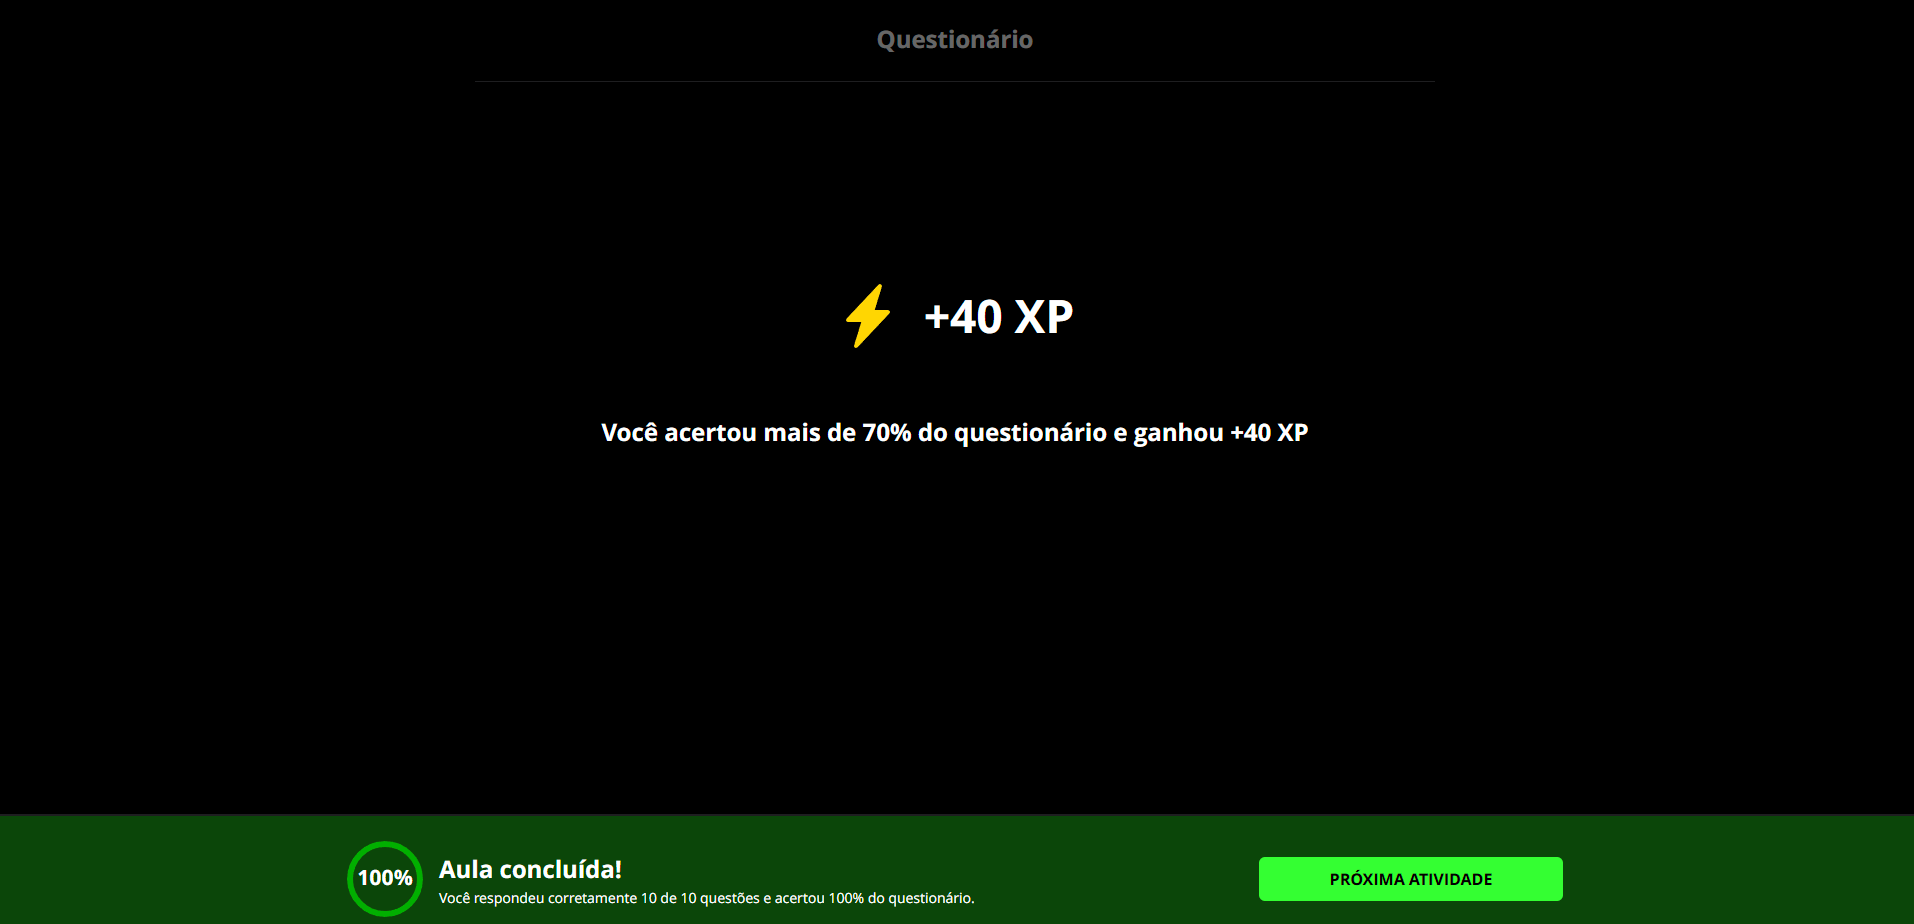 Questionário
+40 XP
Você acertou mais de 70% do questionário e ganhou +40 XP
100%
Aula concluída!
Você respondeu corretamente 10 de 10 questões e acertou 100% do questionário.
PRÓXIMA ATIVIDADE